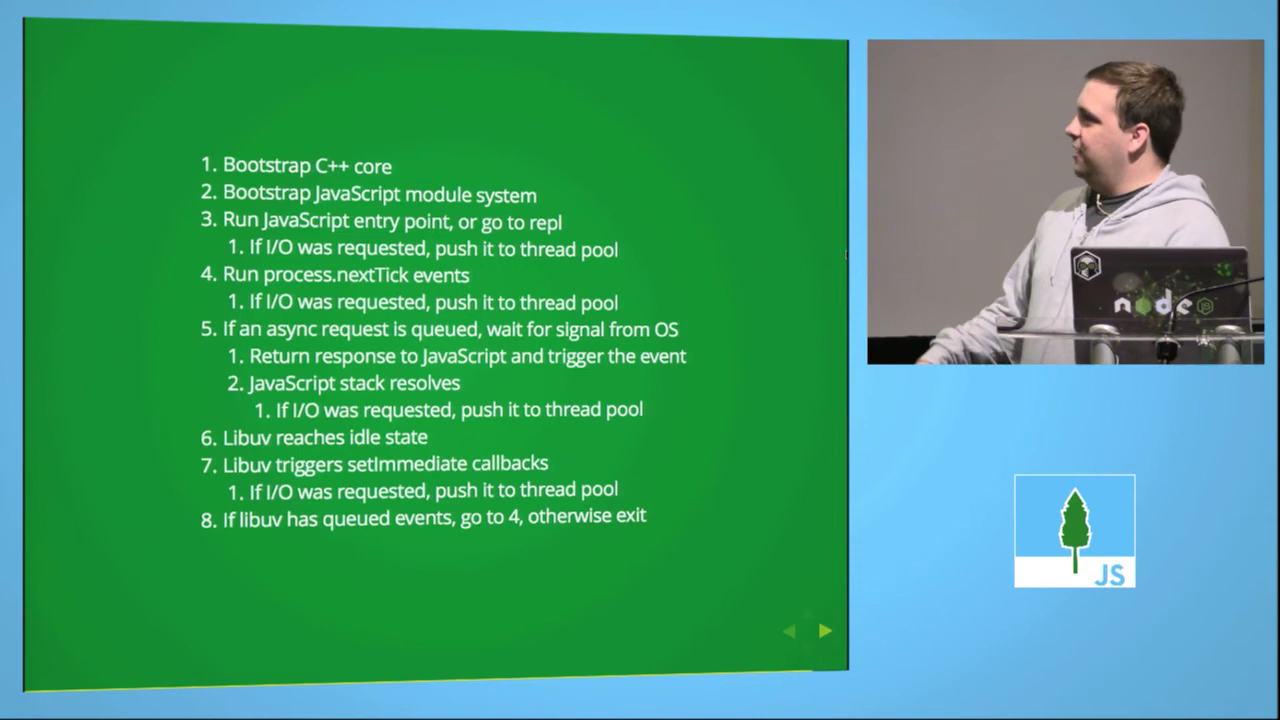 1. Bootstrap C++ core
2. Bootstrap JavaScript module system
3. Run JavaScript entry point, or go to repl
1. If I/O was requested, push it to thread pool
4. Run process.nextTick events
1. If I/O was requested, push it to thread pool
5. If an async request is queued, wait for signal from OS
1. Return response to JavaScript and trigger the event
2. JavaScript stack resolves
1. If I/O was requested, push it to thread pool
6. Libuv reaches idle state
7. Libuv triggers setImmediate callbacks
1. If I/O was requested, push it to thread pool
8. If libuv has queued events, go to 4, otherwise exit
node
JS
JS